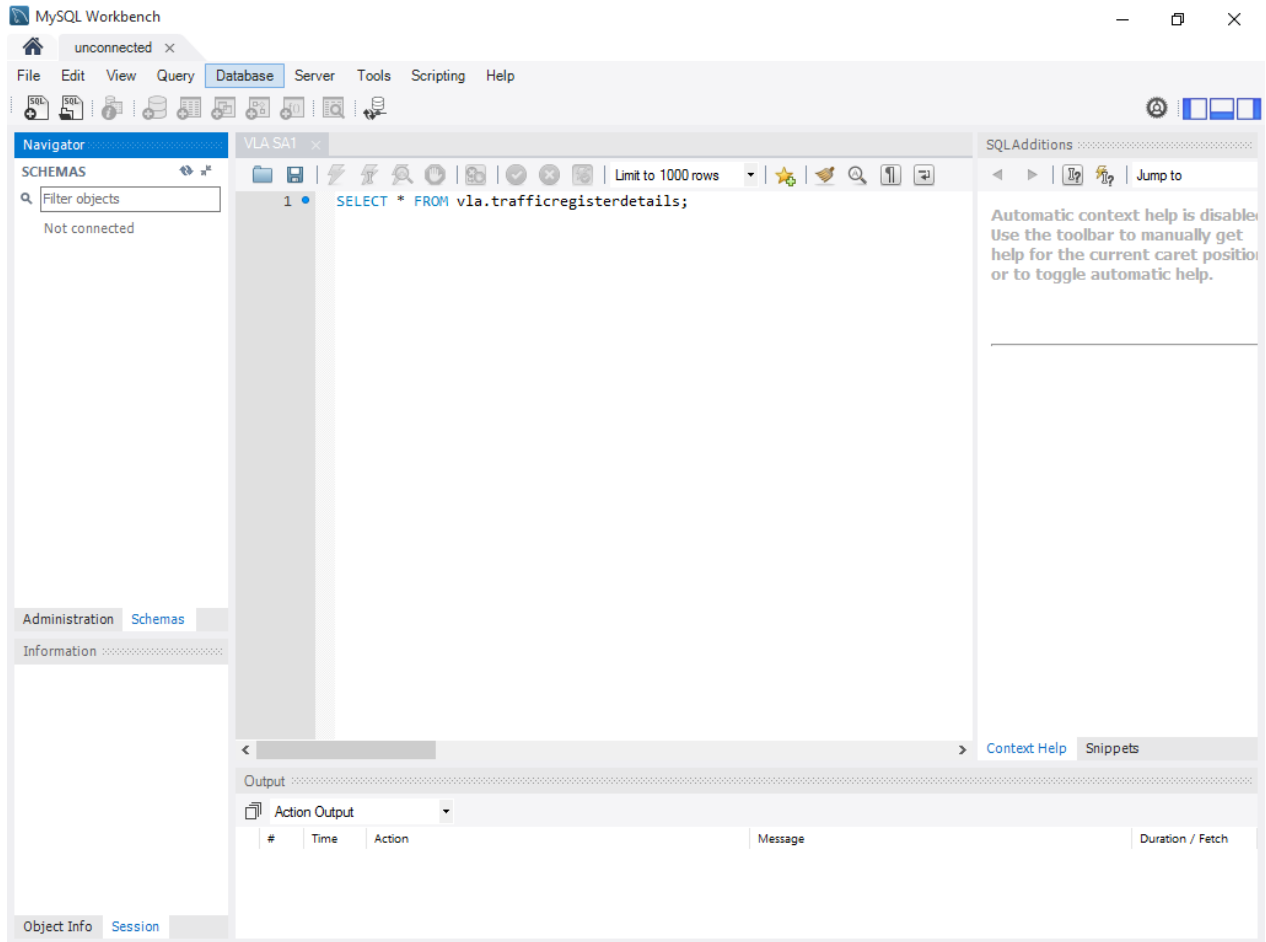 MySQL Workbench
unconnected
File Edit View Query Database Server Tools Scripting Help
Navigator
SCHEMAS
Filter objects
Not connected
Administration Schemas
Information
Object Info Session
VLA SA1
Limit to 1000 rows
1 SELECT * FROM vla.trafficregisterdetails;
Output
Action Output
# Time Action Message Duration / Fetch
SQLAdditions
Jump to
Automatic context help is disable
Use the toolbar to manually get
help for the current caret positio
or to toggle automatic help.
Context Help Snippets